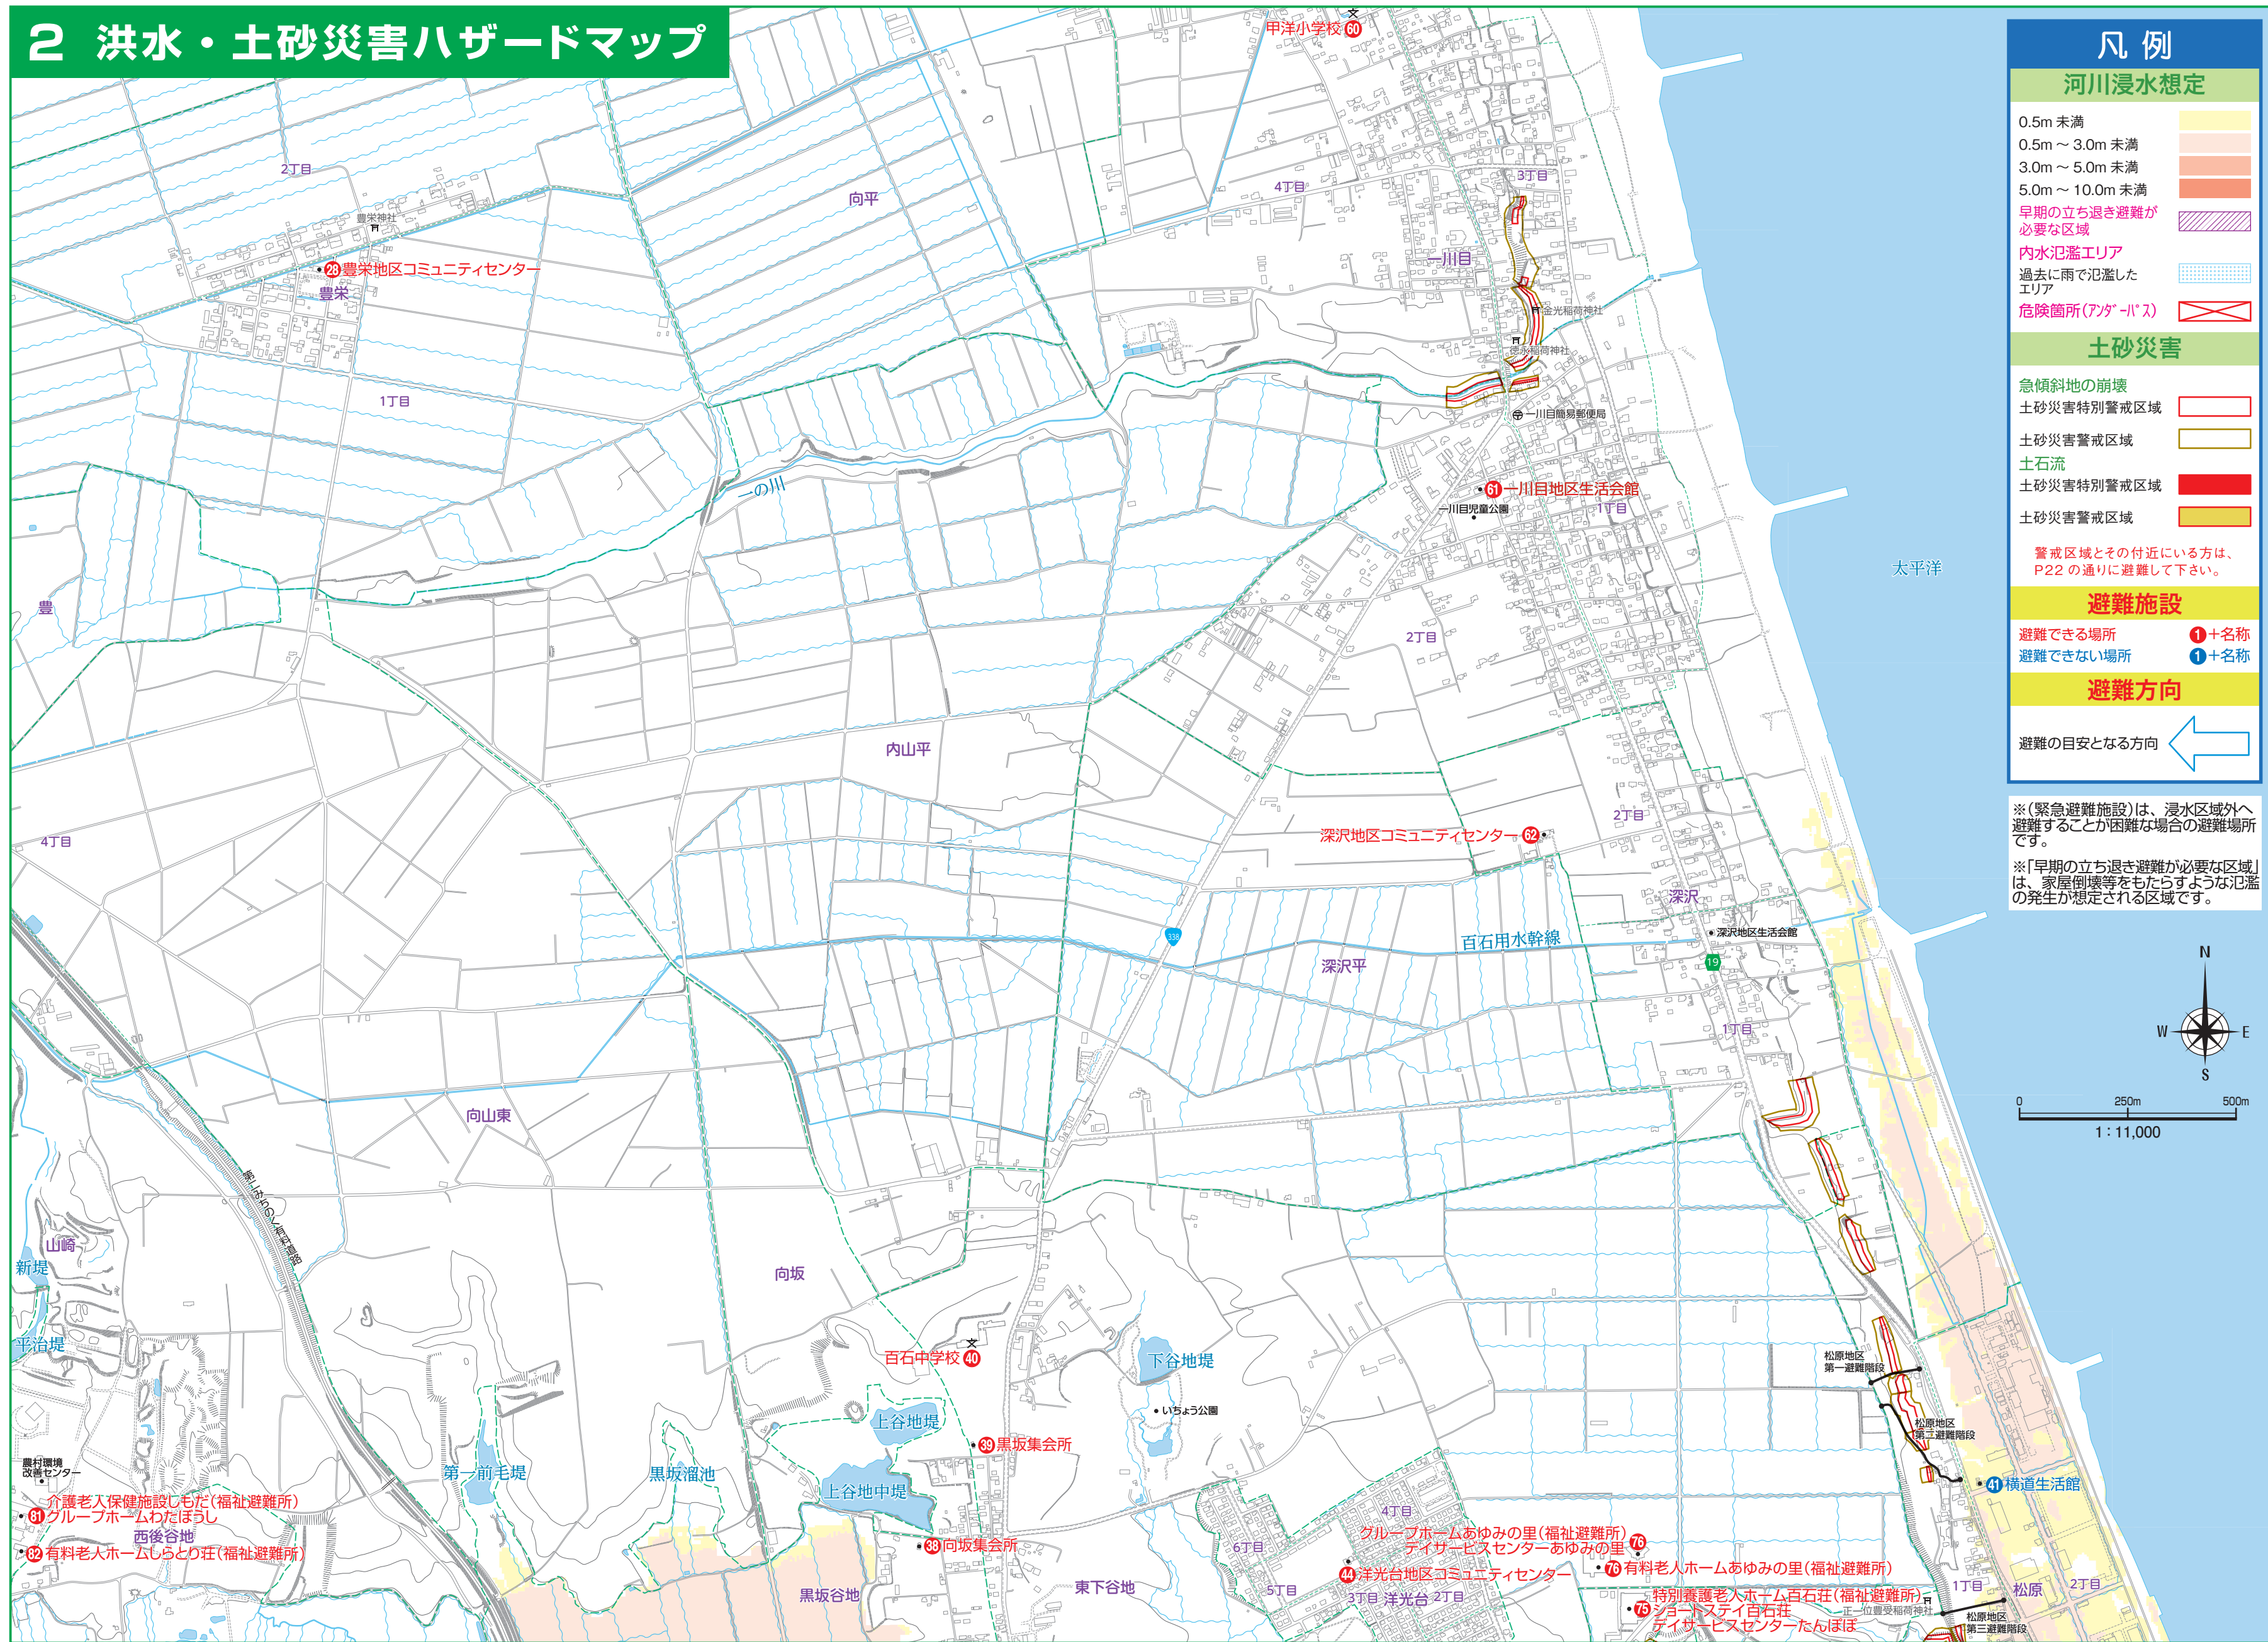 2 洪水・土砂災害ハザードマップ
甲洋小学校 60
2丁目
豊栄神社
28 豊栄地区コミュニティセンター
豊栄
向平
4丁目
3丁目
一川目
金光稲荷神社
徳永稲荷神社
一川目簡易郵便局
1丁目
一の川
61 一川目地区生活会館
一川目児童公園
1丁目
太平洋
豊
2丁目
内山平
4丁目
深沢地区コミュニティセンター 62
2丁目
深沢
338
百石用水幹線
深沢地区生活会館
深沢平
19
1丁目
向山東
第二みちのく有料道路
山崎
新堤
平治堤
向坂
百石中学校 40
下谷地堤
いちょう公園
上谷地堤
39 黒坂集会所
上谷地中堤
黒坂溜池
第一前毛堤
農村環境
改善センター
介護老人保健施設しもだ(福祉避難所)
81 グループホームわたぼうし
西後谷地
82 有料老人ホームしらとり荘(福祉避難所)
38 向坂集会所
黒坂谷地
東下谷地
松原地区
第一避難階段
松原地区
第二避難階段
41 横道生活館
4丁目
6丁目
グループホームあゆみの里(福祉避難所)
デイサービスセンターあゆみの里 76
76 有料老人ホームあゆみの里(福祉避難所)
44 洋光台地区コミュニティセンター
5丁目
3丁目 洋光台 2丁目
特別養護老人ホーム百石荘(福祉避難所)
75 ショートステイ百石荘
デイサービスセンターたんぽぽ
正一位豊受稲荷神社
1丁目
松原
2丁目
松原地区
第三避難階段
凡例
河川浸水想定
0.5m 未満
0.5m ～ 3.0m 未満
3.0m ～ 5.0m 未満
5.0m ～ 10.0m 未満
早期の立ち退き避難が
必要な区域
内水氾濫エリア
過去に雨で氾濫した
エリア
危険箇所(アンダーパス)
土砂災害
急傾斜地の崩壊
土砂災害特別警戒区域
土砂災害警戒区域
土石流
土砂災害特別警戒区域
土砂災害警戒区域
警戒区域とその付近にいる方は、
P22 の通りに避難して下さい。
避難施設
避難できる場所 1+名称
避難できない場所 1+名称
避難方向
避難の目安となる方向
※(緊急避難施設)は、浸水区域外へ
避難することが困難な場合の避難場所
です。
※「早期の立ち退き避難が必要な区域」
は、家屋倒壊等をもたらすような氾濫
の発生が想定される区域です。
N
W E
S
0 250m 500m
1：11,000